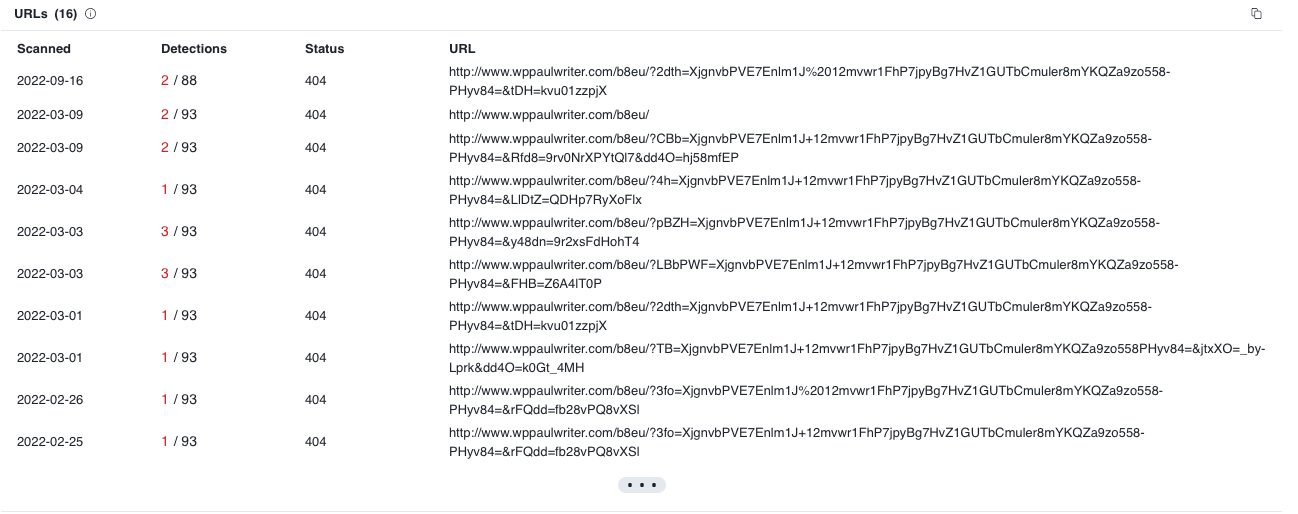 URLs (16)
Scanned Detections Status URL
2022-09-16 2 / 88 404 http://www.wppaulwriter.com/b8eu/?2dth=XjgnvbPVE7Enlm1J%2012mvwr1FhP7jpyBg7HvZ1GUTbCmuler8mYKQZa9zo558-
PHyv84=&tDH=kvu01zzpjX
2022-03-09 2 / 93 404 http://www.wppaulwriter.com/b8eu/
2022-03-09 2 / 93 404 http://www.wppaulwriter.com/b8eu/?CBb=XjgnvbPVE7Enlm1J+12mvwr1FhP7jpyBg7HvZ1GUTbCmuler8mYKQZa9zo558-
PHyv84=&Rfd8=9rv0NrXPYtQl7&dd4O=hj58mfEP
2022-03-04 1 / 93 404 http://www.wppaulwriter.com/b8eu/?4h=XjgnvbPVE7Enlm1J+12mvwr1FhP7jpyBg7HvZ1GUTbCmuler8mYKQZa9zo558-
PHyv84=&LlDtZ=QDHp7RyXoFlx
2022-03-03 3 / 93 404 http://www.wppaulwriter.com/b8eu/?pBZH=XjgnvbPVE7Enlm1J+12mvwr1FhP7jpyBg7HvZ1GUTbCmuler8mYKQZa9zo558-
PHyv84=&y48dn=9r2xsFdHohT4
2022-03-03 3 / 93 404 http://www.wppaulwriter.com/b8eu/?LBbPWF=XjgnvbPVE7Enlm1J+12mvwr1FhP7jpyBg7HvZ1GUTbCmuler8mYKQZa9zo558-
PHyv84=&FHB=Z6A4lT0P
2022-03-01 1 / 93 404 http://www.wppaulwriter.com/b8eu/?2dth=XjgnvbPVE7Enlm1J+12mvwr1FhP7jpyBg7HvZ1GUTbCmuler8mYKQZa9zo558-
PHyv84=&tDH=kvu01zzpjX
2022-03-01 1 / 93 404 http://www.wppaulwriter.com/b8eu/?TB=XjgnvbPVE7Enlm1J+12mvwr1FhP7jpyBg7HvZ1GUTbCmuler8mYKQZa9zo558PHyv84=&jtxXO=_by-
Lprk&dd4O=k0Gt_4MH
2022-02-26 1 / 93 404 http://www.wppaulwriter.com/b8eu/?3fo=XjgnvbPVE7Enlm1J%2012mvwr1FhP7jpyBg7HvZ1GUTbCmuler8mYKQZa9zo558-
PHyv84=&rFQdd=fb28vPQ8vXSl
2022-02-25 1 / 93 404 http://www.wppaulwriter.com/b8eu/?3fo=XjgnvbPVE7Enlm1J+12mvwr1FhP7jpyBg7HvZ1GUTbCmuler8mYKQZa9zo558-
PHyv84=&rFQdd=fb28vPQ8vXSl